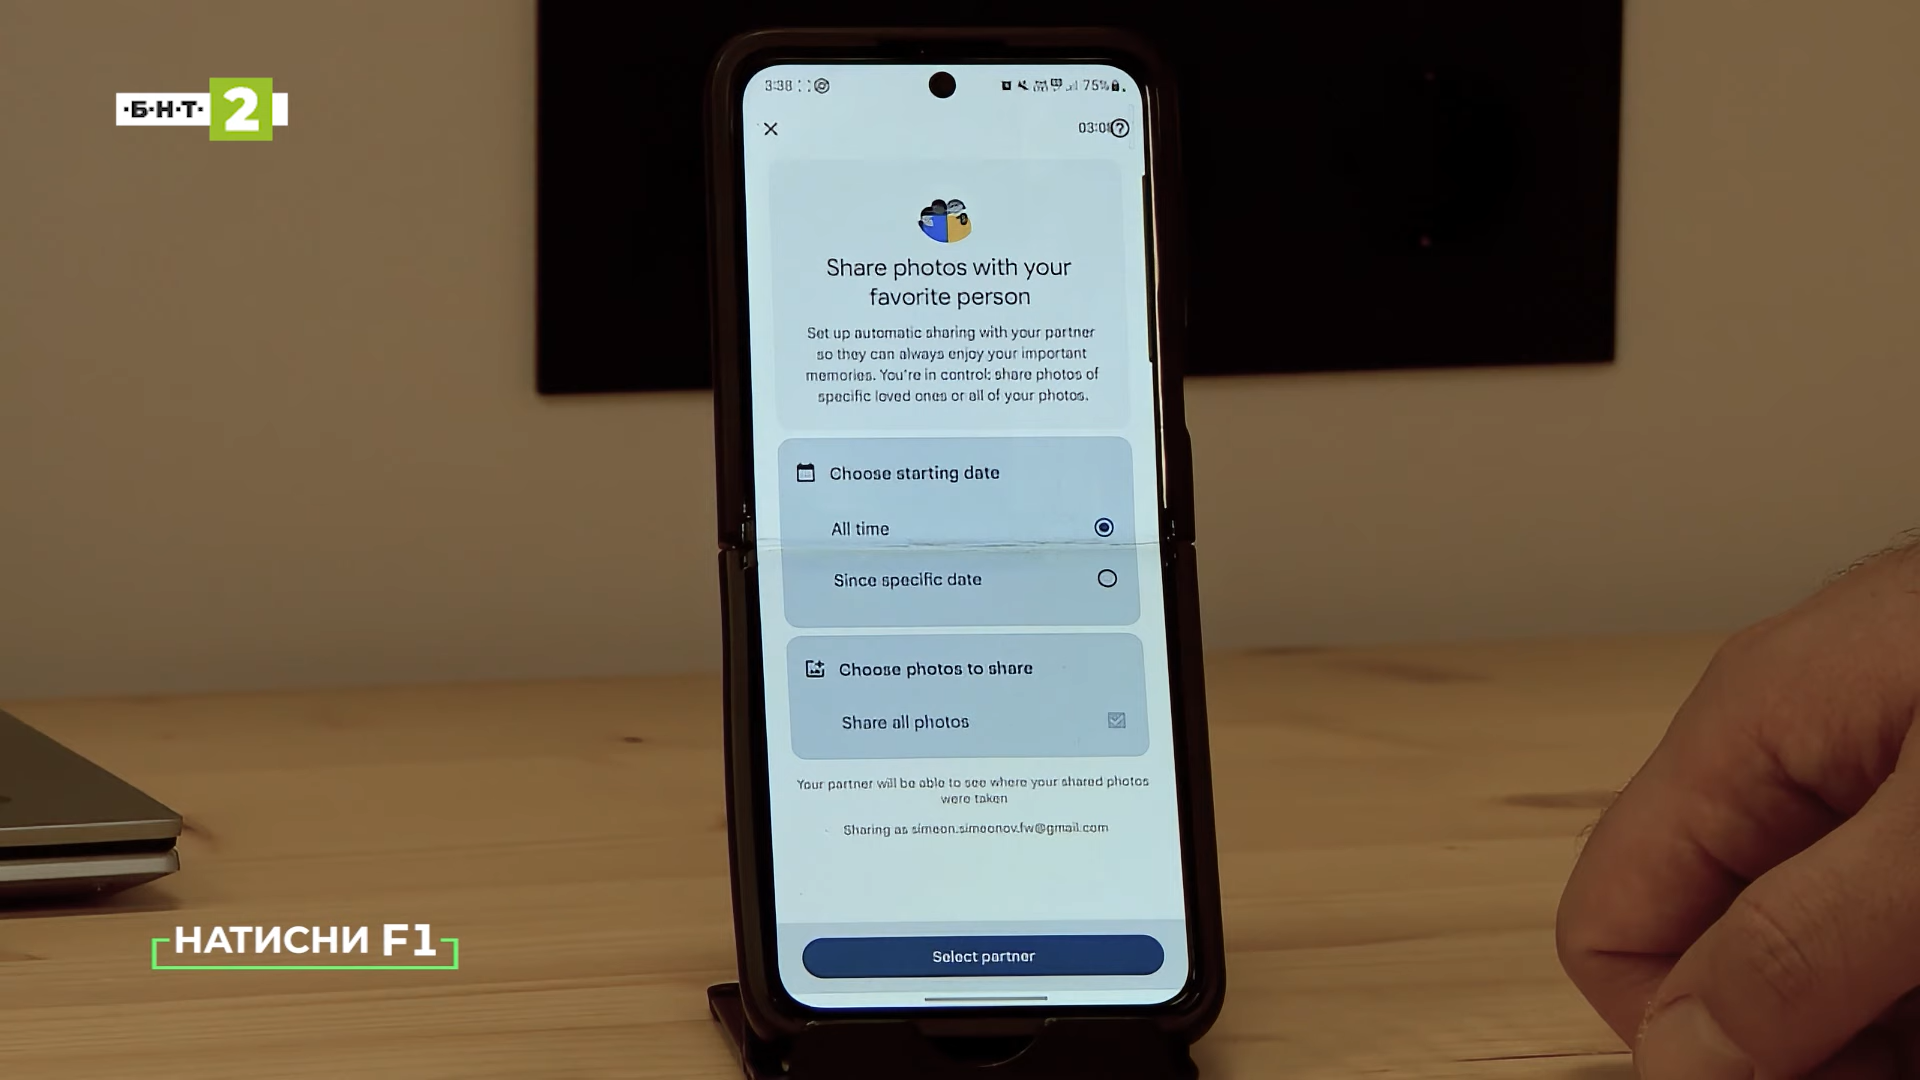 ·Б·Н·Т· 2
3:38
75%
Share photos with your
favorite person
Set up automatic sharing with your partner
so they can always enjoy your important
memories. You're in control: share photos of
specific loved ones or all of your photos.
Choose starting date
All time
Since specific date
Choose photos to share
Share all photos
Your partner will be able to see where your shared photos
were taken
Sharing as simeon.simeonov.fw@gmail.com
Select partner
НАТИСНИ F1